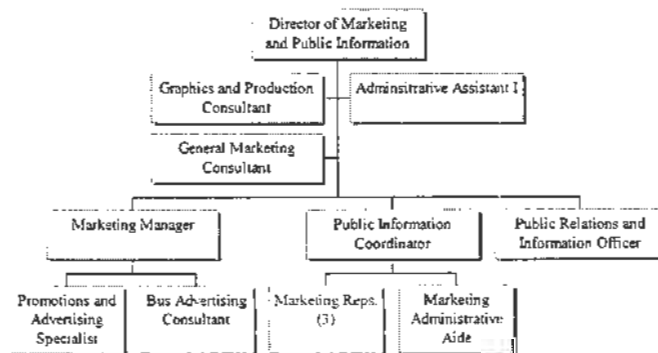 Director of Marketing
and Public Information
Graphics and Production
Consultant
Adminsitrative Assistant I
General Marketing
Consultant
Marketing Manager
Public Information
Coordinator
Public Relations and
Information Officer
Promotions and
Advertising
Specialist
Bus Advertising
Consultant
Marketing Reps.
(3)
Marketing
Administrative
Aide